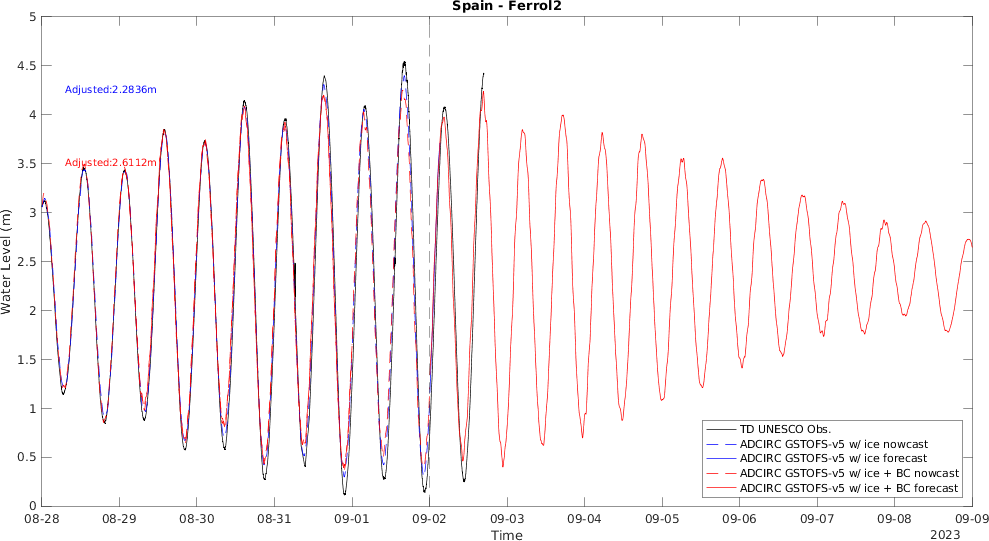 Spain - Ferrol2
5
4.5
4
3.5
3
2.5
2
1.5
1
0.5
0
Water Level (m)
Adjusted:2.2836m
Adjusted:2.6112m
TD UNESCO Obs.
ADCIRC GSTOFS-v5 w/ ice nowcast
ADCIRC GSTOFS-v5 w/ ice forecast
ADCIRC GSTOFS-v5 w/ ice + BC nowcast
ADCIRC GSTOFS-v5 w/ ice + BC forecast
08-28 08-29 08-30 08-31 09-01 09-02 09-03 09-04 09-05 09-06 09-07 09-08 09-09
Time
2023